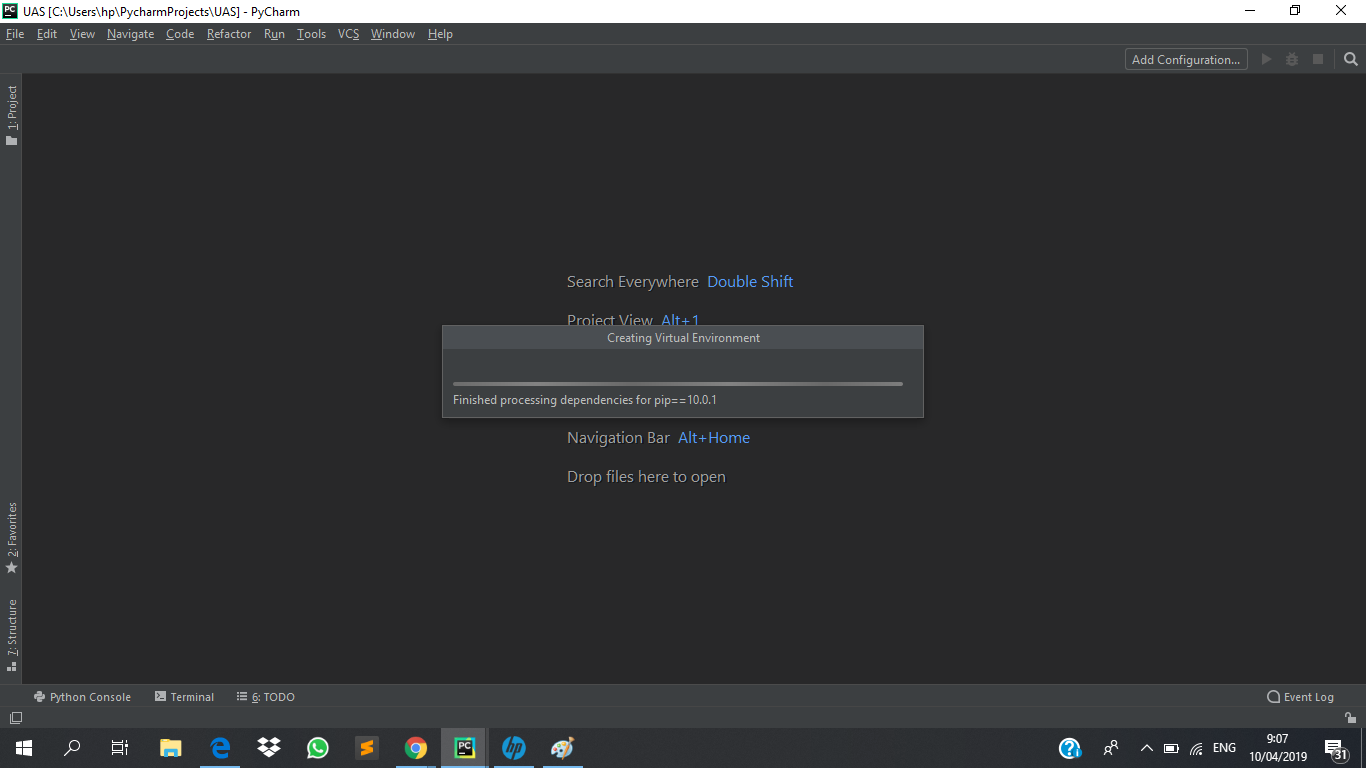 UAS [C:\Users\hp\PycharmProjects\UAS] - PyCharm
File Edit View Navigate Code Refactor Run Tools VCS Window Help
Add Configuration...
1: Project
Search Everywhere Double Shift
Project View Alt+1
Creating Virtual Environment
Finished processing dependencies for pip==10.0.1
Navigation Bar Alt+Home
Drop files here to open
2: Favorites
7: Structure
Python Console Terminal 6: TODO Event Log
ENG
9:07
10/04/2019
31